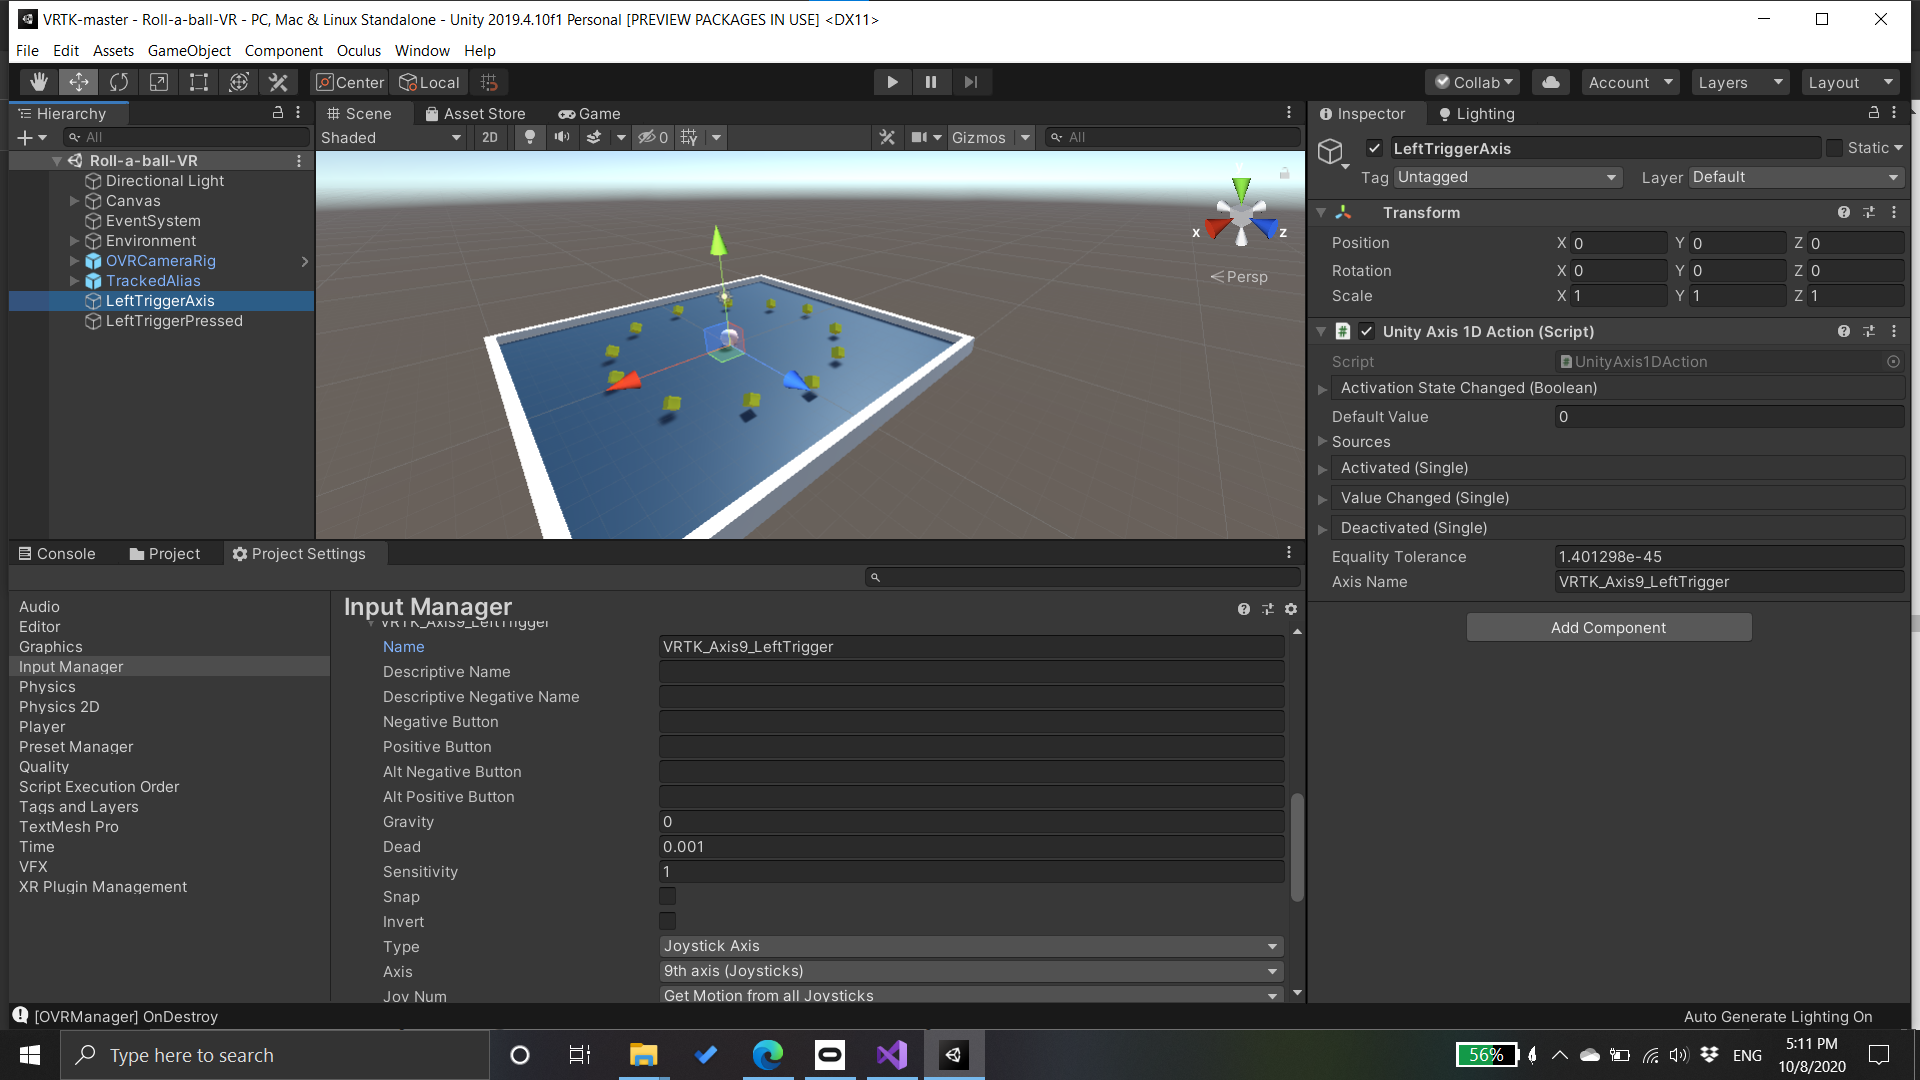 VRTK-master - Roll-a-ball-VR - PC, Mac & Linux Standalone - Unity 2019.4.10f1 Personal [PREVIEW PACKAGES IN USE] <DX11>
File Edit Assets GameObject Component Oculus Window Help
Center Local Collab Account Layers Layout
Hierarchy
All
Roll-a-ball-VR
Directional Light
Canvas
EventSystem
Environment
OVRCameraRig
TrackedAlias
LeftTriggerAxis
LeftTriggerPressed
Scene Asset Store Game
Shaded 2D 0 Gizmos All
x z
Persp
Inspector Lighting
LeftTriggerAxis Static
Tag Untagged Layer Default
Transform
Position X 0 Y 0 Z 0
Rotation X 0 Y 0 Z 0
Scale X 1 Y 1 Z 1
# Unity Axis 1D Action (Script)
Script UnityAxis1DAction
Activation State Changed (Boolean)
Default Value 0
Sources
Activated (Single)
Value Changed (Single)
Deactivated (Single)
Equality Tolerance 1.401298e-45
Axis Name VRTK_Axis9_LeftTrigger
Add Component
Console Project Project Settings
Audio
Editor
Graphics
Input Manager
Physics
Physics 2D
Player
Preset Manager
Quality
Script Execution Order
Tags and Layers
TextMesh Pro
Time
VFX
XR Plugin Management
Input Manager
VRTK_Axis9_LeftTrigger
Name VRTK_Axis9_LeftTrigger
Descriptive Name
Descriptive Negative Name
Negative Button
Positive Button
Alt Negative Button
Alt Positive Button
Gravity 0
Dead 0.001
Sensitivity 1
Snap
Invert
Type Joystick Axis
Axis 9th axis (Joysticks)
Joy Num Get Motion from all Joysticks
[OVRManager] OnDestroy
Auto Generate Lighting On
Type here to search
56% ENG
5:11 PM
10/8/2020